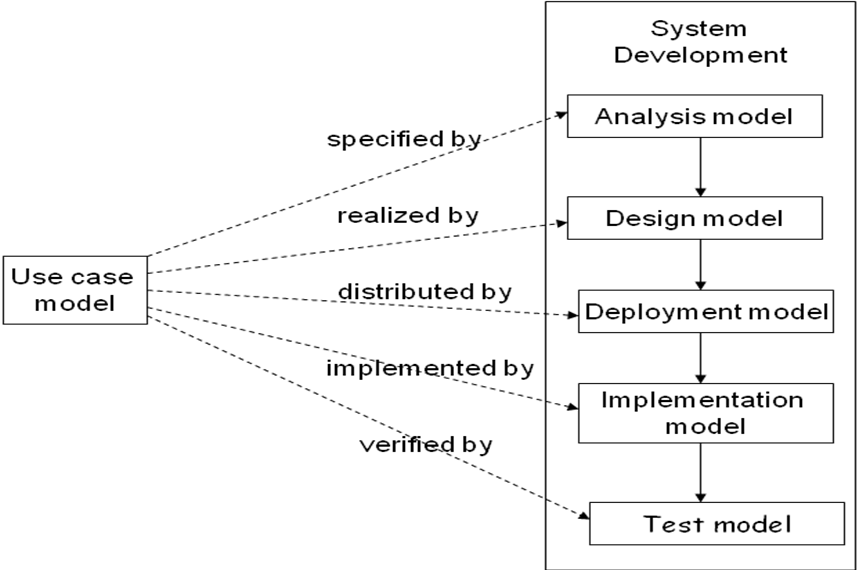 System
Development
Analysis model
specified by
realized by
Design model
Use case
model
distributed by
Deployment model
implemented by
Implementation
model
verified by
Test model